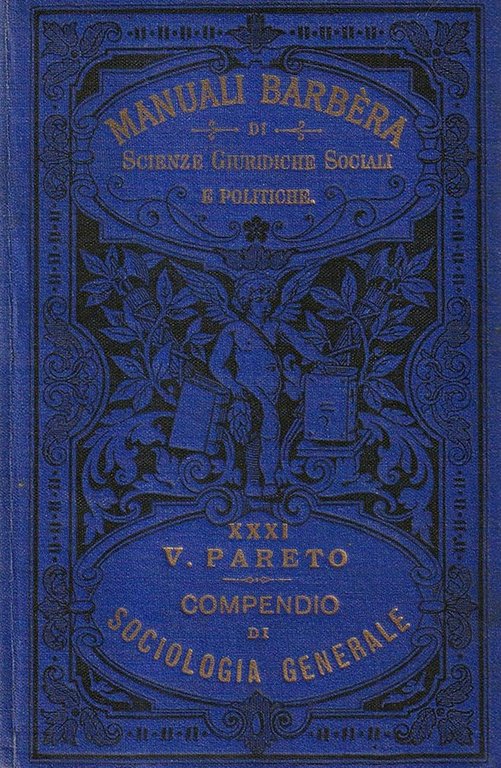 MANUALI BARBÈRA
DI
SCIENZE GIURIDICHE SOCIALI
E POLITICHE.
XXXI
V. PARETO
COMPENDIO
DI
SOCIOLOGIA GENERALE